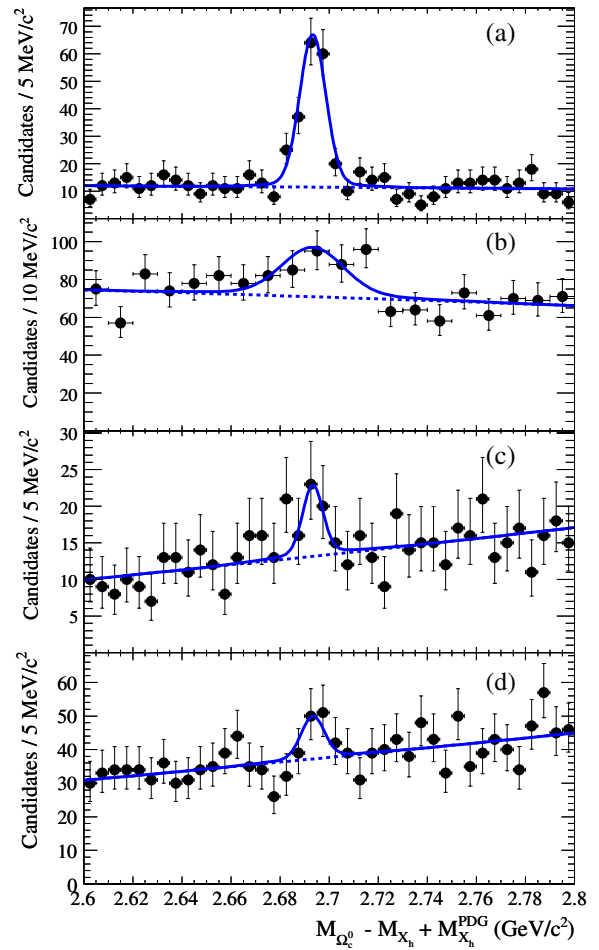 Candidates / 5 MeV/c²
70
60
50
40
30
20
10
(a)
Candidates / 10 MeV/c²
100
80
60
40
20
(b)
Candidates / 5 MeV/c²
30
25
20
15
10
5
(c)
Candidates / 5 MeV/c²
60
50
40
30
20
10
0
(d)
2.6 2.62 2.64 2.66 2.68 2.7 2.72 2.74 2.76 2.78 2.8
M_{Ω_c^0} - M_{X_h} + M_{X_h}^{PDG} (GeV/c²)